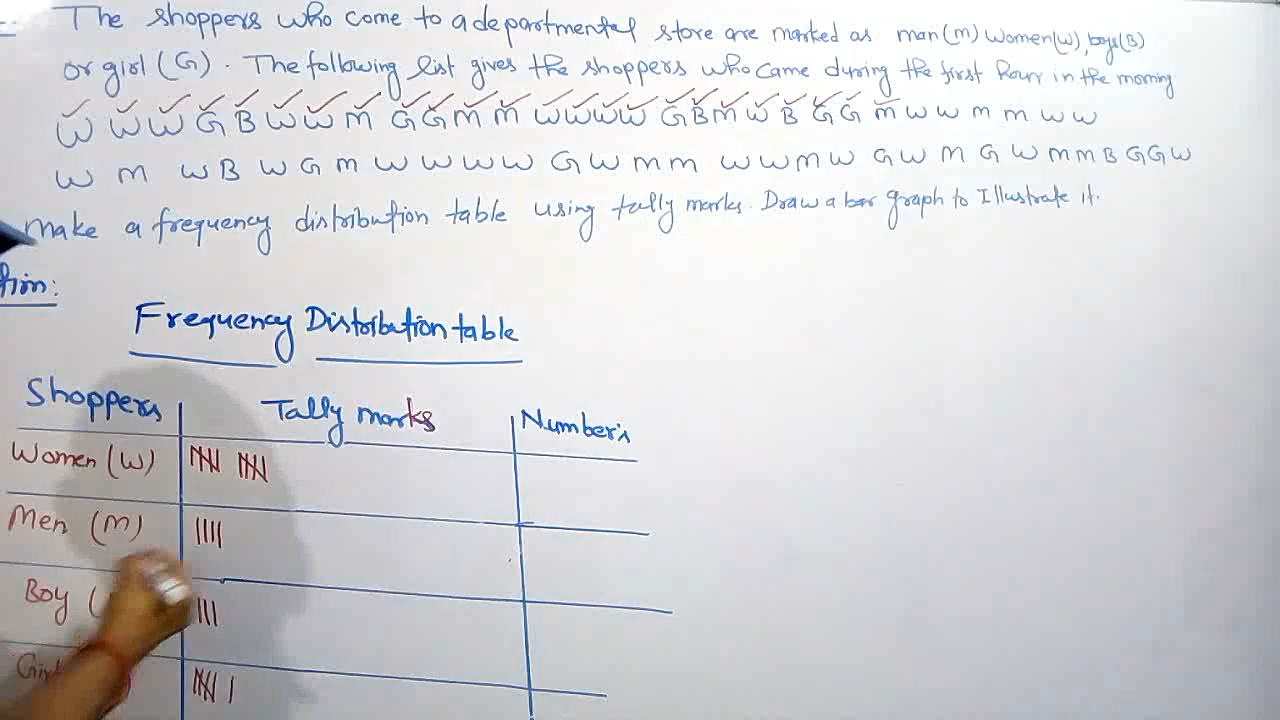 The shoppers who come to a departmental store are marked as man (M) women (W), boys (B)
or girl (G). The following list gives the shoppers who came during the first hour in the morning
W W W G B W W M G G M M W W W W G B M W B G G M W W M M W W
W M W B W G M W W W W G W M M W W M W G W M G W M M B G G W
Make a frequency distribution table using tally marks. Draw a bar graph to Illustrate it.
tion:
Frequency Distribution table
Shoppers Tally marks Number's
Women (W) 𝍸 𝍸
Men (M) ||||
Boy ( |||
𝍸 |